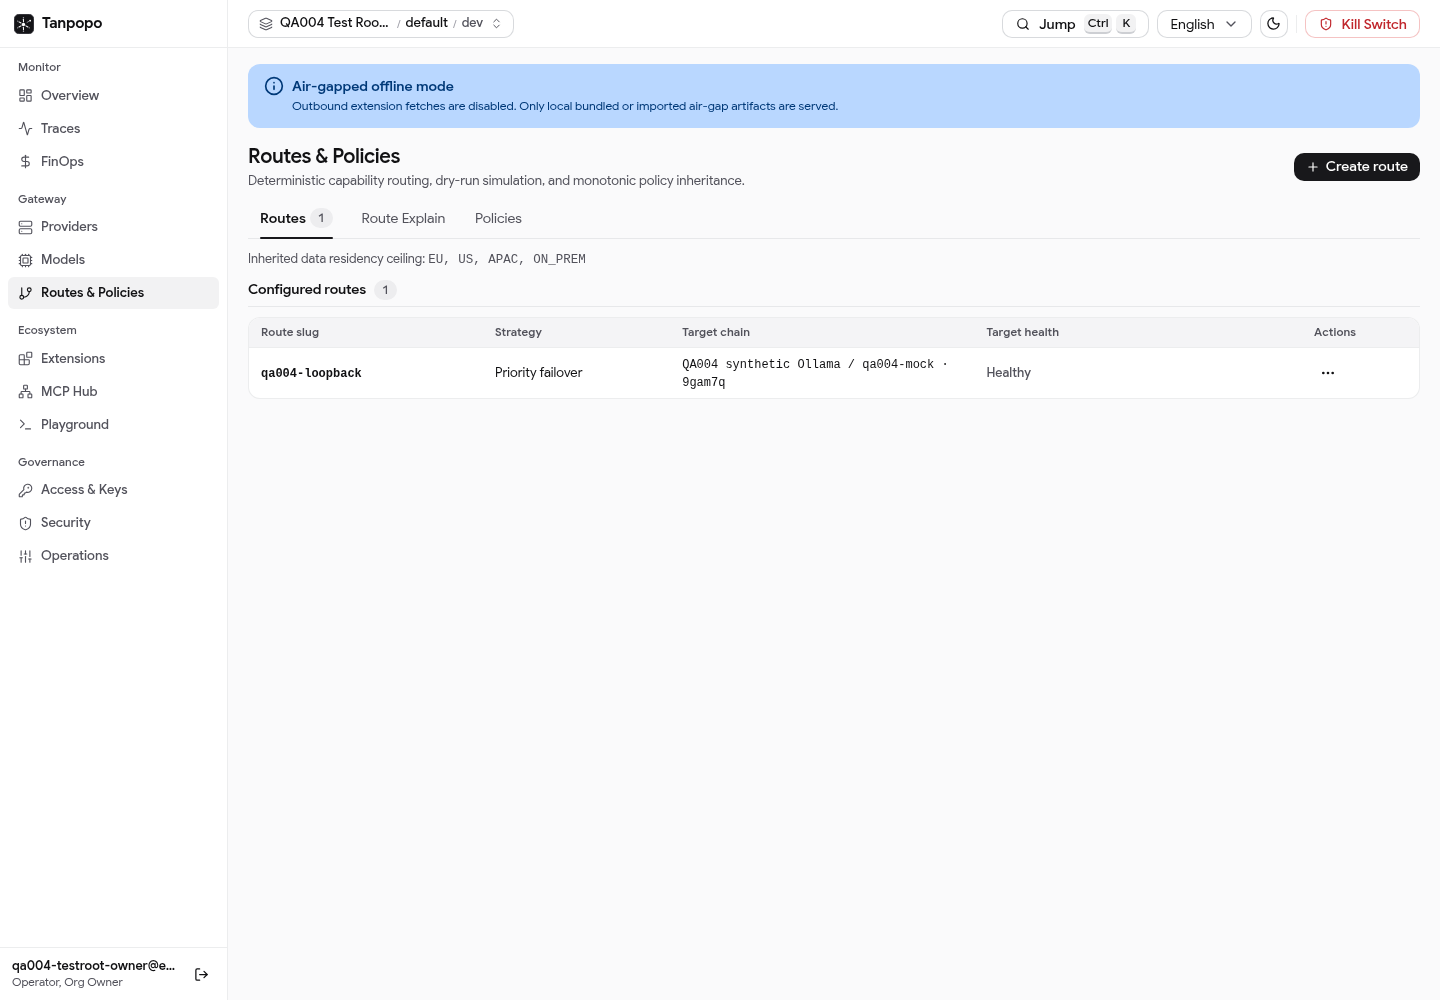 Tanpopo
QA004 Test Roo... / default / dev
Jump Ctrl K
English
Kill Switch
Monitor
Overview
Traces
FinOps
Gateway
Providers
Models
Routes & Policies
Ecosystem
Extensions
MCP Hub
Playground
Governance
Access & Keys
Security
Operations
qa004-testroot-owner@e...
Operator, Org Owner
Air-gapped offline mode
Outbound extension fetches are disabled. Only local bundled or imported air-gap artifacts are served.
Routes & Policies
Deterministic capability routing, dry-run simulation, and monotonic policy inheritance.
Create route
Routes 1 Route Explain Policies
Inherited data residency ceiling: EU, US, APAC, ON_PREM
Configured routes 1
Route slug Strategy Target chain Target health Actions
qa004-loopback Priority failover QA004 synthetic Ollama / qa004-mock · Healthy
9gam7q